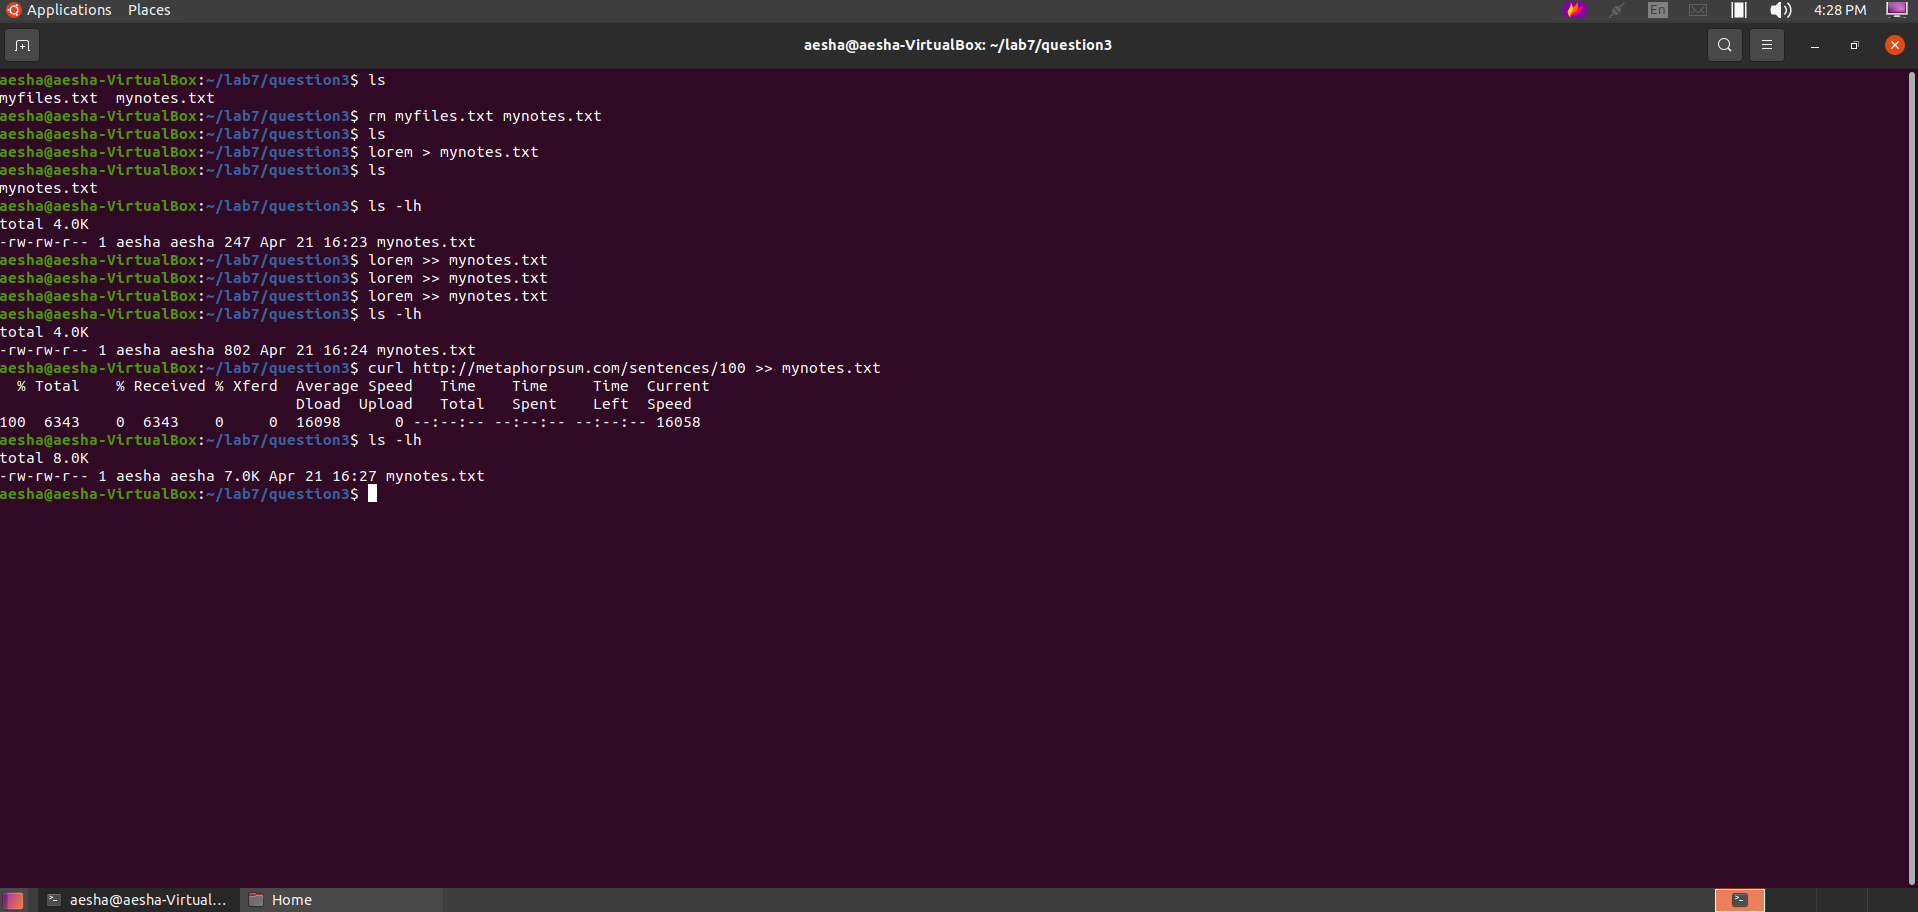 Applications Places En 4:28 PM
aesha@aesha-VirtualBox: ~/lab7/question3
aesha@aesha-VirtualBox:~/lab7/question3$ ls
myfiles.txt  mynotes.txt
aesha@aesha-VirtualBox:~/lab7/question3$ rm myfiles.txt mynotes.txt
aesha@aesha-VirtualBox:~/lab7/question3$ ls
aesha@aesha-VirtualBox:~/lab7/question3$ lorem > mynotes.txt
aesha@aesha-VirtualBox:~/lab7/question3$ ls
mynotes.txt
aesha@aesha-VirtualBox:~/lab7/question3$ ls -lh
total 4.0K
-rw-rw-r-- 1 aesha aesha 247 Apr 21 16:23 mynotes.txt
aesha@aesha-VirtualBox:~/lab7/question3$ lorem >> mynotes.txt
aesha@aesha-VirtualBox:~/lab7/question3$ lorem >> mynotes.txt
aesha@aesha-VirtualBox:~/lab7/question3$ lorem >> mynotes.txt
aesha@aesha-VirtualBox:~/lab7/question3$ ls -lh
total 4.0K
-rw-rw-r-- 1 aesha aesha 802 Apr 21 16:24 mynotes.txt
aesha@aesha-VirtualBox:~/lab7/question3$ curl http://metaphorpsum.com/sentences/100 >> mynotes.txt
  % Total    % Received % Xferd  Average Speed   Time    Time     Time  Current
                                 Dload  Upload   Total   Spent    Left  Speed
100  6343    0  6343    0     0  16098      0 --:--:-- --:--:-- --:--:-- 16058
aesha@aesha-VirtualBox:~/lab7/question3$ ls -lh
total 8.0K
-rw-rw-r-- 1 aesha aesha 7.0K Apr 21 16:27 mynotes.txt
aesha@aesha-VirtualBox:~/lab7/question3$
aesha@aesha-Virtual... Home